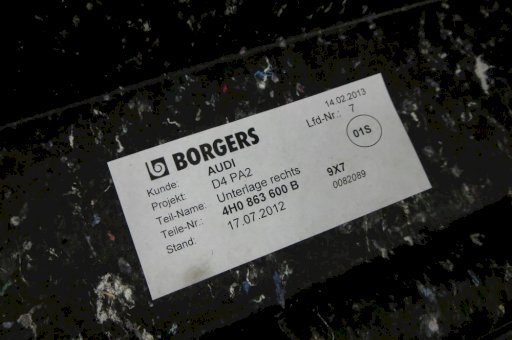 BORGERS
14.02.2013
Kunde: AUDI
Lfd-Nr.: 7
Projekt: D4 PA2
01S
Teil-Name: Unterlage rechts
Teile-Nr.: 4H0 863 600 B 9X7
Stand: 17.07.2012 0082089